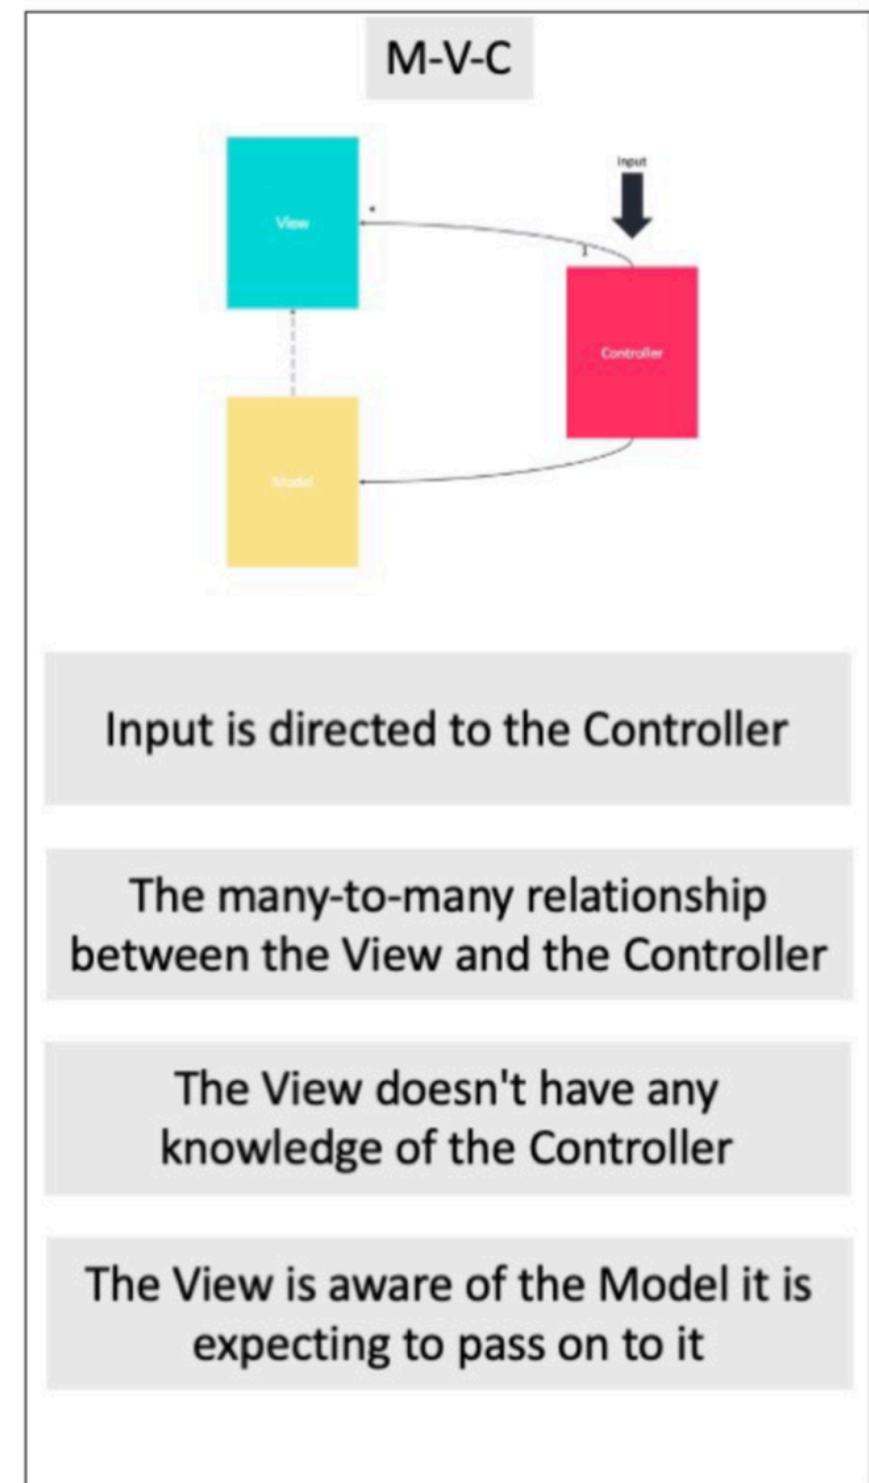 M-V-C
Input
View
*
1
Controller
Model
Input is directed to the Controller
The many-to-many relationship
between the View and the Controller
The View doesn't have any
knowledge of the Controller
The View is aware of the Model it is
expecting to pass on to it